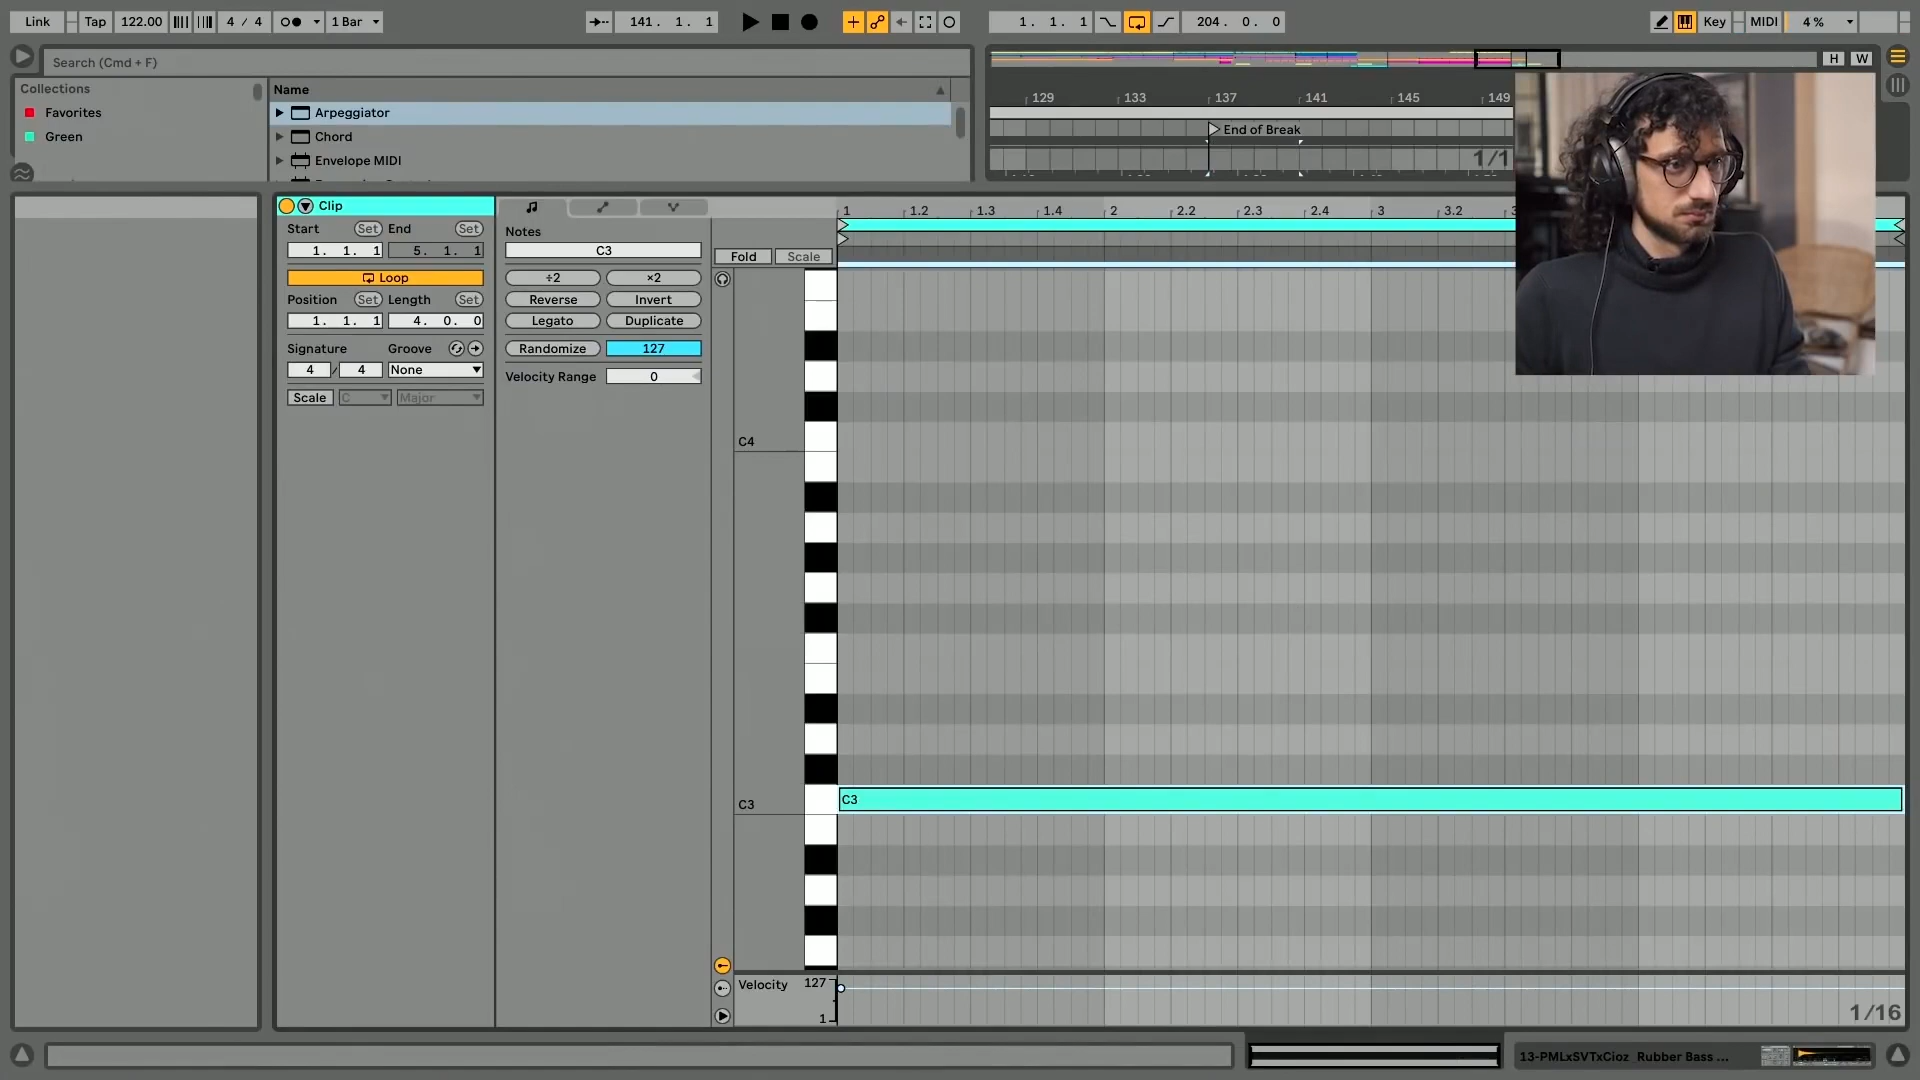 Link Tap 122.00 4 / 4 1 Bar 141. 1. 1 1. 1. 1 204. 0. 0 Key MIDI 4 %
Search (Cmd + F) H W
Collections Name
Favorites Arpeggiator 129 133 137 141 145 149
Green Chord End of Break
Envelope MIDI 1/1
Clip 1 1.2 1.3 1.4 2 2.2 2.3 2.4 3 3.2
Start Set End Set Notes
1. 1. 1 5. 1. 1 C3 Fold Scale
Loop ÷2 ×2
Position Set Length Set Reverse Invert
1. 1. 1 4. 0. 0 Legato Duplicate
Signature Groove Randomize 127
4 / 4 None Velocity Range 0
Scale C Major
C4
C3 C3
Velocity 127
1 1/16
13-PMLxSVTxCioz Rubber Bass ...